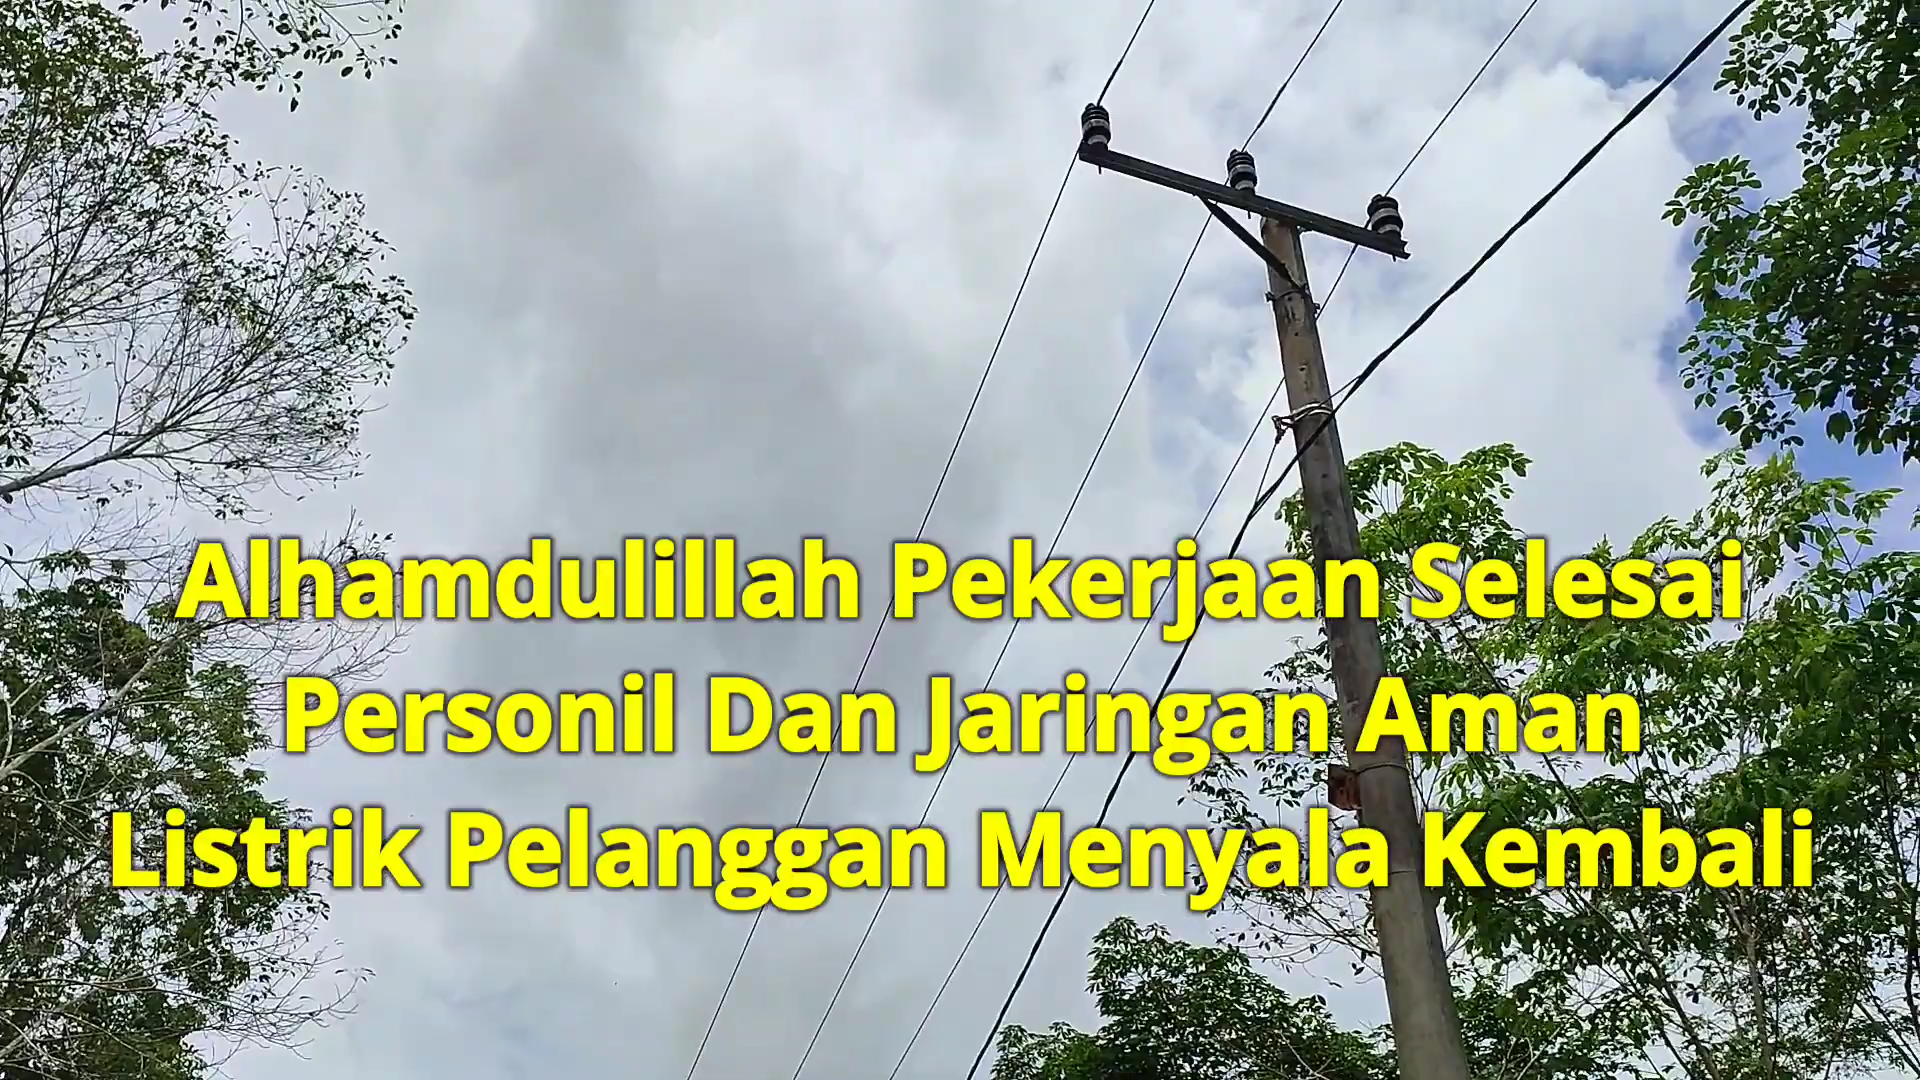 Alhamdulillah Pekerjaan Selesai
Personil Dan Jaringan Aman
Listrik Pelanggan Menyala Kembali